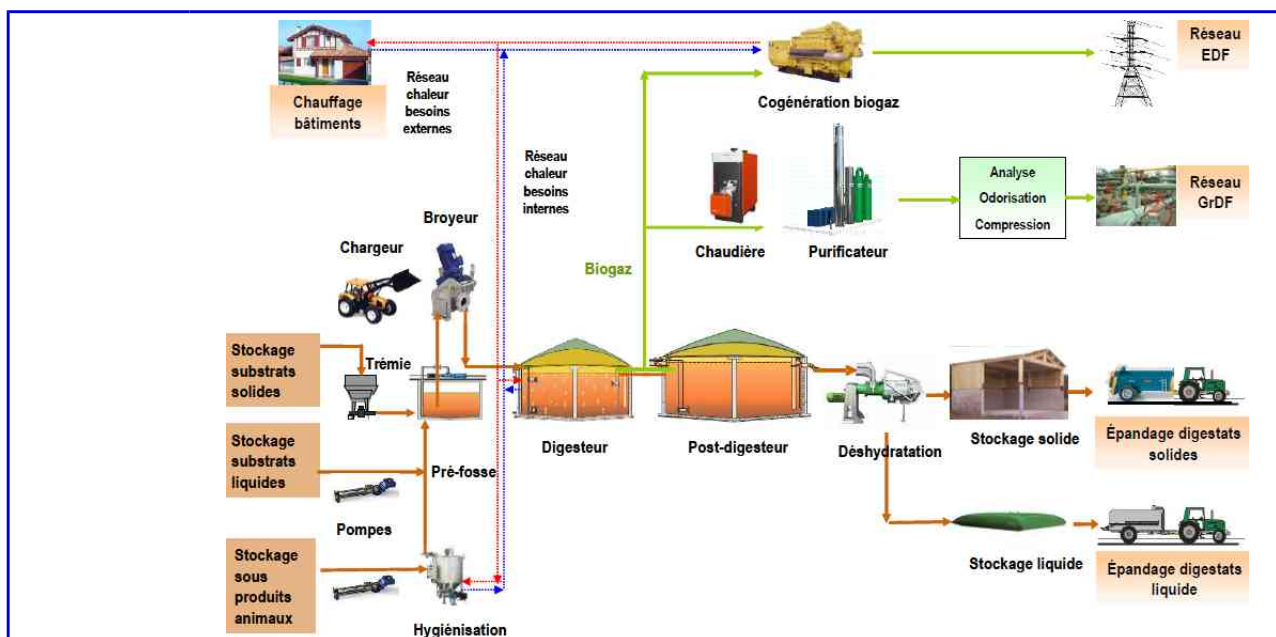 Réseau
EDF
Cogénération biogaz
Chauffage
bâtiments
Réseau
chaleur
besoins
externes
Réseau
chaleur
besoins
internes
Analyse
Odorisation
Compression
Réseau
GrDF
Chaudière
Purificateur
Broyeur
Chargeur
Biogaz
Stockage
substrats
solides
Trémie
Stockage
substrats
liquides
Pré-fosse
Digesteur
Post-digesteur
Déshydratation
Stockage solide
Épandage digestats
solides
Pompes
Stockage
sous
produits
animaux
Hygiénisation
Stockage liquide
Épandage digestats
liquide